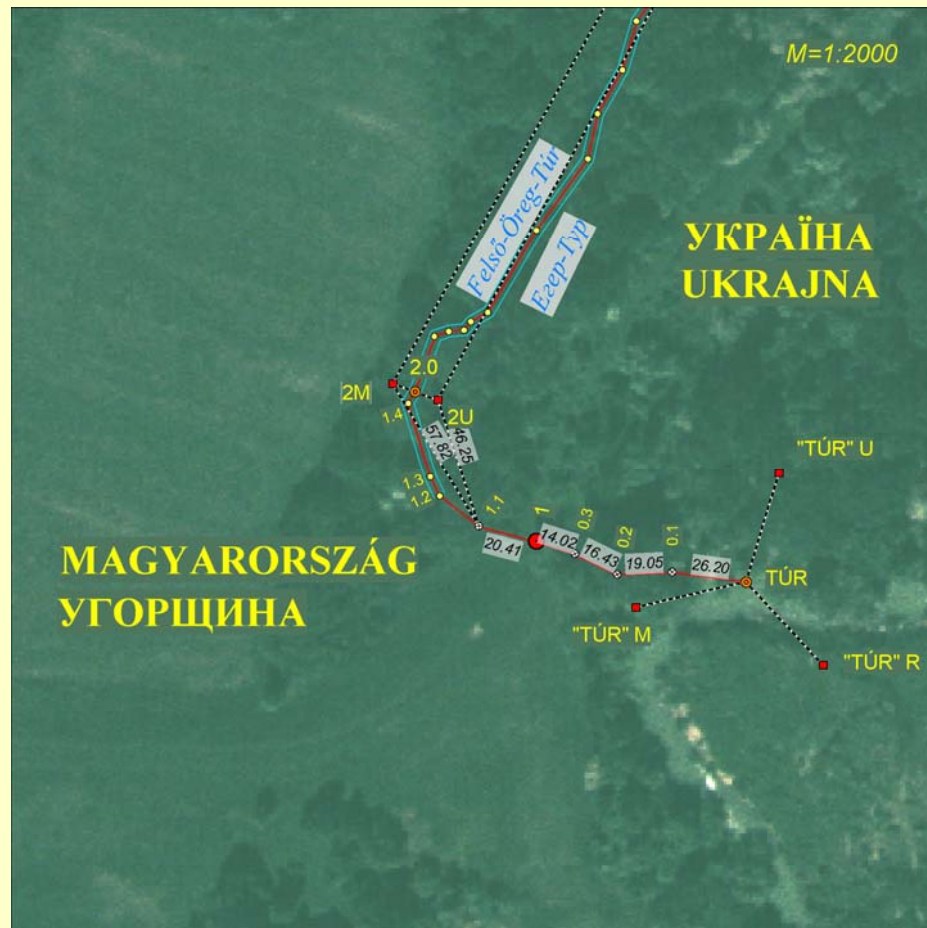 M=1:2000
Felső-Öreg-Túr
Егер-Тур
УКРАЇНА
UKRAJNA
2.0
2M
2U
1.4
57.82
46.25
1.3
1.2
1.1
20.41
1
14.02
0.3
16.43
0.2
19.05
0.1
26.20
"TÚR" U
TÚR
"TÚR" M
"TÚR" R
MAGYARORSZÁG
УГОРЩИНА